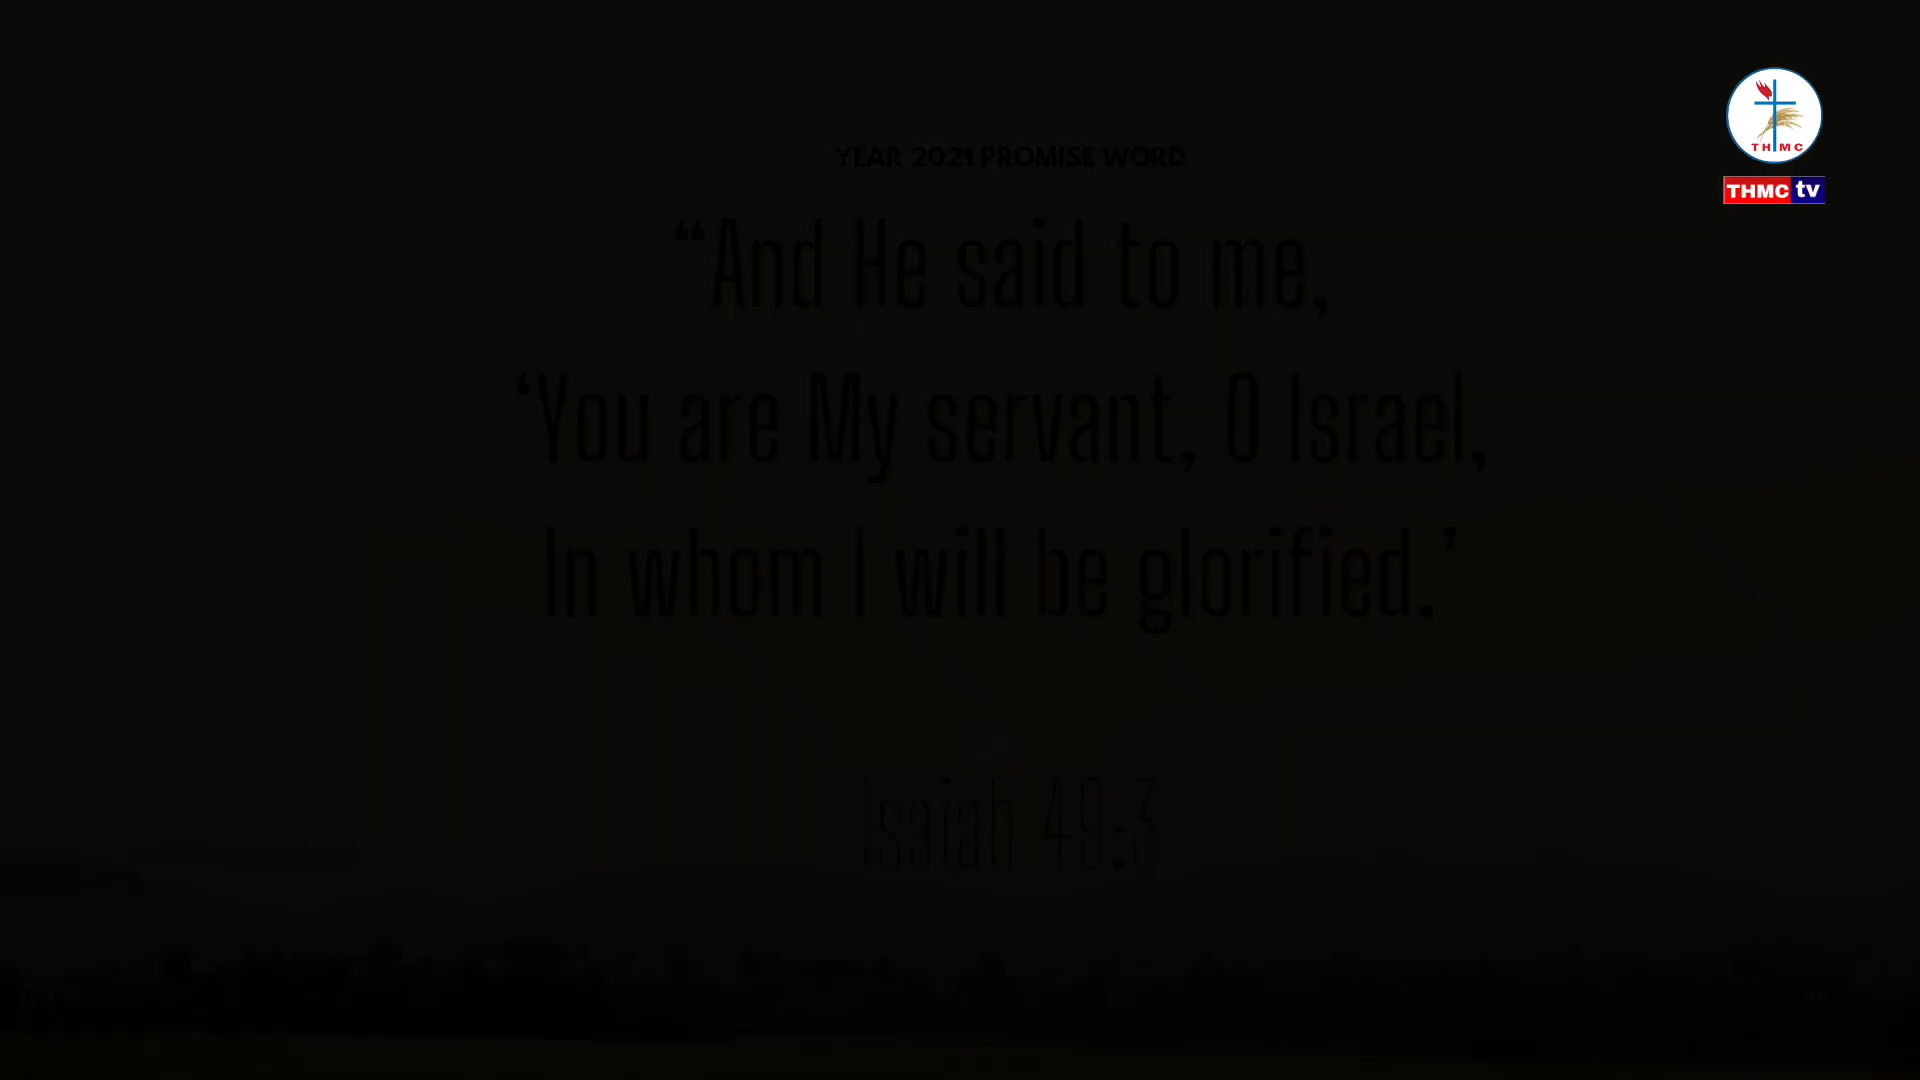 YEAR 2021 PROMISE WORD
“And He said to me,
‘You are My servant, O Israel,
In whom I will be glorified.’
Isaiah 49:3
THMC
THMC tv